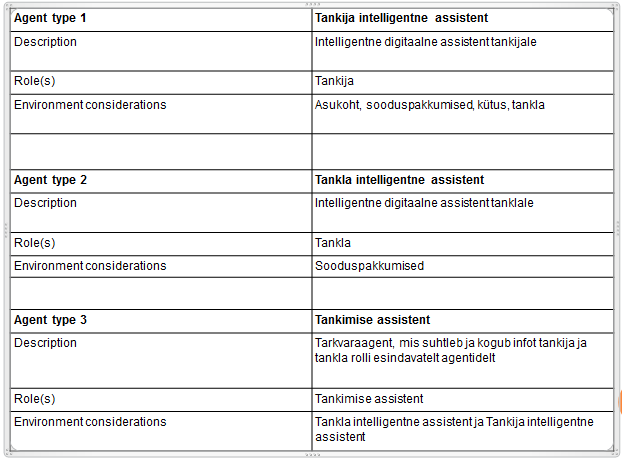 Agent type 1 Tankija intelligentne assistent
Description Intelligentne digitaalne assistent tankijale
Role(s) Tankija
Environment considerations Asukoht, sooduspakkumised, kütus, tankla
Agent type 2 Tankla intelligentne assistent
Description Intelligentne digitaalne assistent tanklale
Role(s) Tankla
Environment considerations Sooduspakkumised
Agent type 3 Tankimise assistent
Description Tarkvaraagent, mis suhtleb ja kogub infot tankija ja
tankla rolli esindavatelt agentidelt
Role(s) Tankimise assistent
Environment considerations Tankla intelligentne assistent ja Tankija intelligentne
assistent